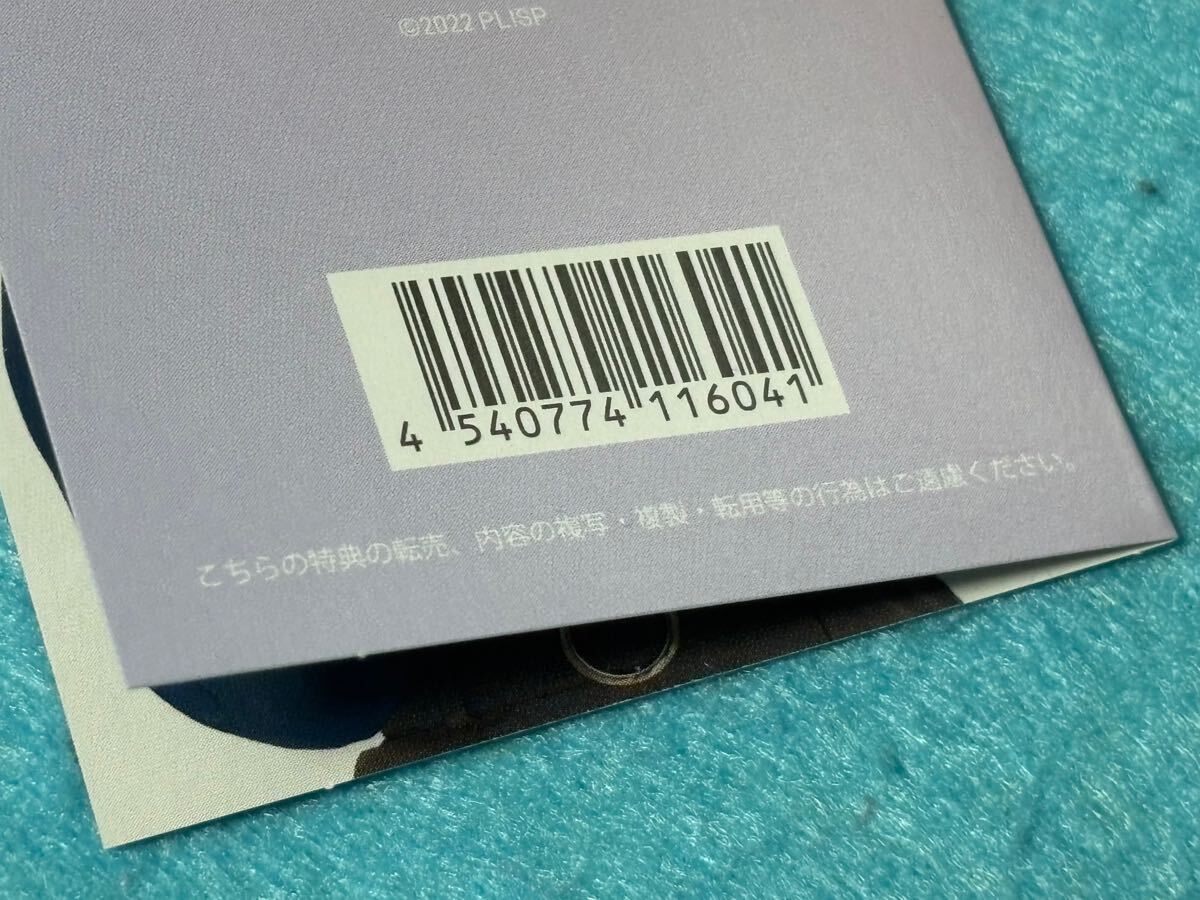 ©2022 PLISP
4 540774 116041
こちらの特典の転売、内容の複写・複製・転用等の行為はご遠慮ください。